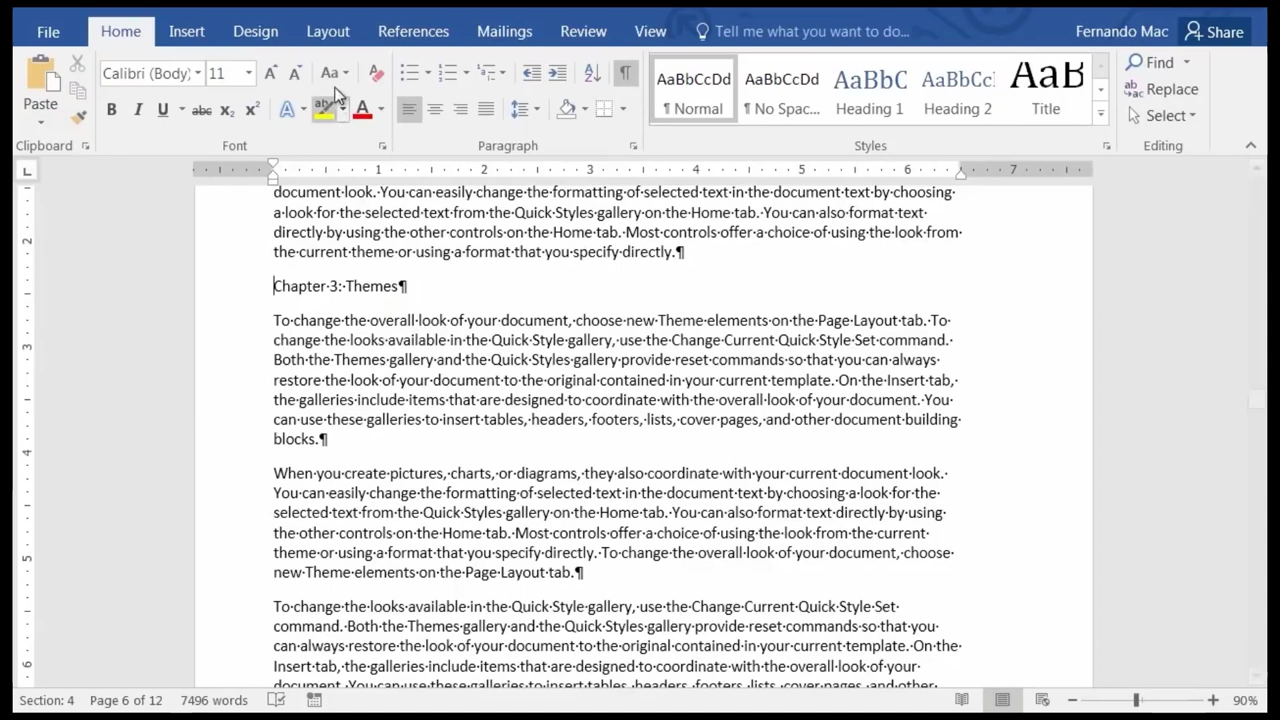 File Home Insert Design Layout References Mailings Review View Tell me what you want to do... Fernando Mac Share
Calibri (Body) 11 Aa
AaBbCcDd AaBbCcDd AaBbC AaBbCcI AaB
Find
Replace
Select
Paste
B I U abc x2 x2 A ab A
¶ Normal ¶ No Spac... Heading 1 Heading 2 Title
Clipboard Font Paragraph Styles Editing
1 2 3 4 5 6 7
document·look.·You·can·easily·change·the·formatting·of·selected·text·in·the·document·text·by·choosing·
a·look·for·the·selected·text·from·the·Quick·Styles·gallery·on·the·Home·tab.·You·can·also·format·text·
directly·by·using·the·other·controls·on·the·Home·tab.·Most·controls·offer·a·choice·of·using·the·look·from·
the·current·theme·or·using·a·format·that·you·specify·directly.¶
Chapter·3:·Themes¶
To·change·the·overall·look·of·your·document,·choose·new·Theme·elements·on·the·Page·Layout·tab.·To·
change·the·looks·available·in·the·Quick·Style·gallery,·use·the·Change·Current·Quick·Style·Set·command.·
Both·the·Themes·gallery·and·the·Quick·Styles·gallery·provide·reset·commands·so·that·you·can·always·
restore·the·look·of·your·document·to·the·original·contained·in·your·current·template.·On·the·Insert·tab,·
the·galleries·include·items·that·are·designed·to·coordinate·with·the·overall·look·of·your·document.·You·
can·use·these·galleries·to·insert·tables,·headers,·footers,·lists,·cover·pages,·and·other·document·building·
blocks.¶
When·you·create·pictures,·charts,·or·diagrams,·they·also·coordinate·with·your·current·document·look.·
You·can·easily·change·the·formatting·of·selected·text·in·the·document·text·by·choosing·a·look·for·the·
selected·text·from·the·Quick·Styles·gallery·on·the·Home·tab.·You·can·also·format·text·directly·by·using·
the·other·controls·on·the·Home·tab.·Most·controls·offer·a·choice·of·using·the·look·from·the·current·
theme·or·using·a·format·that·you·specify·directly.·To·change·the·overall·look·of·your·document,·choose·
new·Theme·elements·on·the·Page·Layout·tab.¶
To·change·the·looks·available·in·the·Quick·Style·gallery,·use·the·Change·Current·Quick·Style·Set·
command.·Both·the·Themes·gallery·and·the·Quick·Styles·gallery·provide·reset·commands·so·that·you·
can·always·restore·the·look·of·your·document·to·the·original·contained·in·your·current·template.·On·the·
Insert·tab,·the·galleries·include·items·that·are·designed·to·coordinate·with·the·overall·look·of·your·
document.·You·can·use·these·galleries·to·insert·tables,·headers,·footers,·lists,·cover·pages,·and·other·
2
3
4
5
6
Section: 4 Page 6 of 12 7496 words 90%